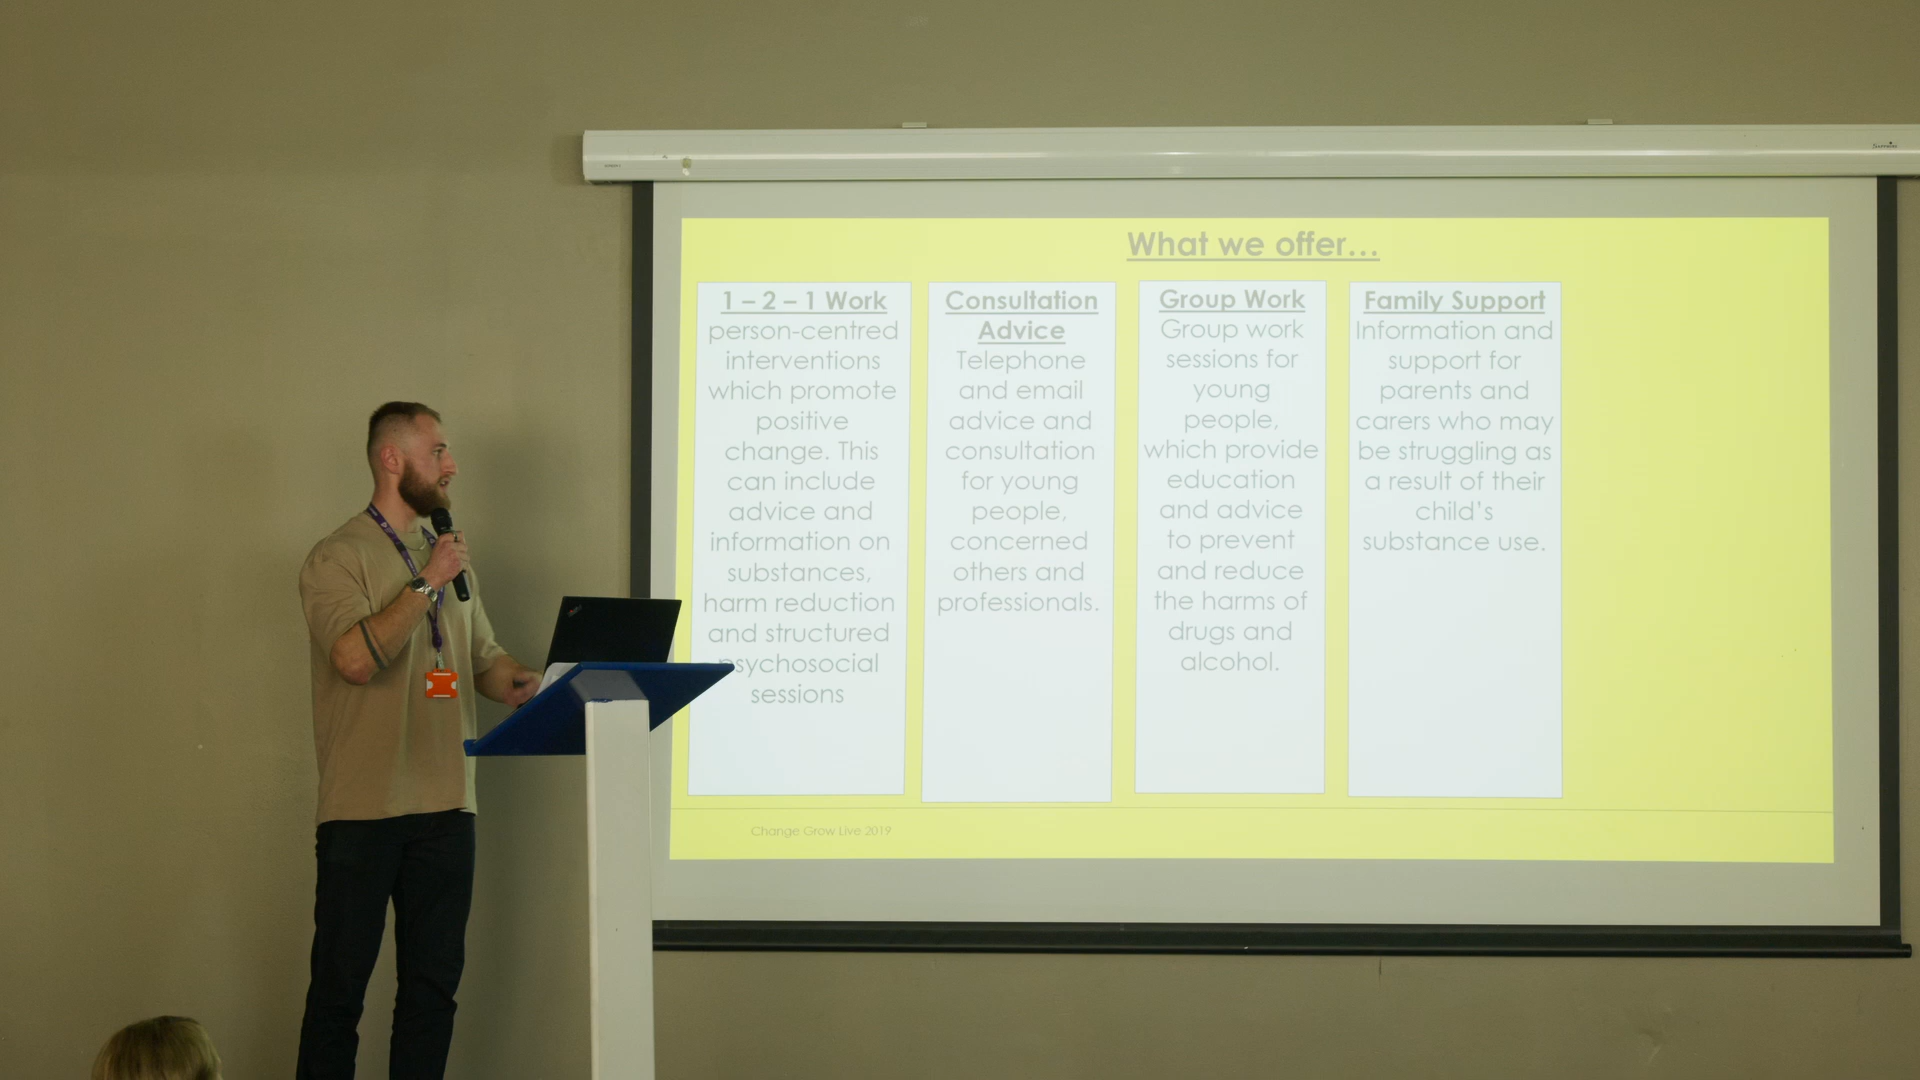 What we offer...
1 – 2 – 1 Work
person-centred
interventions
which promote
positive
change. This
can include
advice and
information on
substances,
harm reduction
and structured
psychosocial
sessions
Consultation
Advice
Telephone
and email
advice and
consultation
for young
people,
concerned
others and
professionals.
Group Work
Group work
sessions for
young
people,
which provide
education
and advice
to prevent
and reduce
the harms of
drugs and
alcohol.
Family Support
Information and
support for
parents and
carers who may
be struggling as
a result of their
child's
substance use.
Change Grow Live 2019